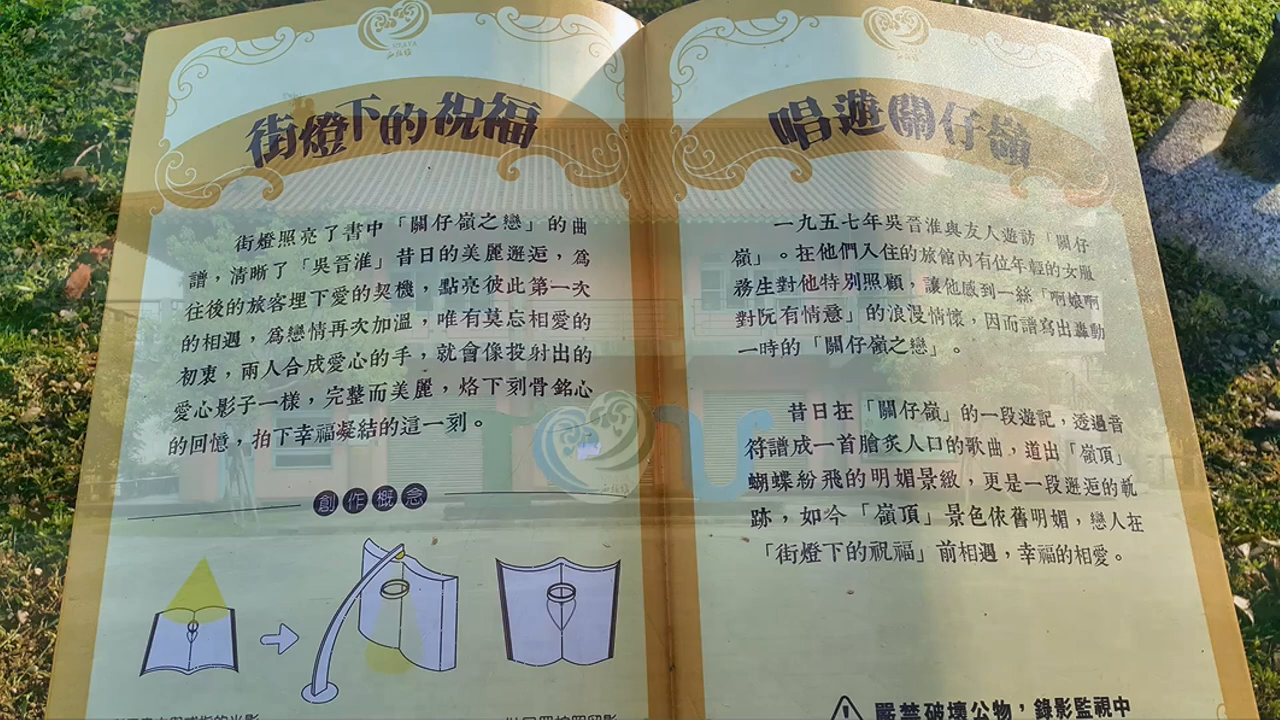 街燈下的祝福
街燈照亮了書中「關仔嶺之戀」的曲
譜，清晰了「吳晉淮」昔日的美麗邂逅，為
往後的旅客埋下愛的契機，點亮彼此第一次
的相遇，為戀情再次加溫，唯有莫忘相愛的
初衷，兩人合成愛心的手，就會像投射出的
愛心影子一樣，完整而美麗，烙下刻骨銘心
的回憶，拍下幸福凝結的這一刻。
創作概念
唱遊關仔嶺
一九五七年吳晉淮與友人遊訪「關仔
嶺」。在他們入住的旅館內有位年輕的女服
務生對他特別照顧，讓他感到一絲「啊娘啊
對阮有情意」的浪漫情懷，因而譜寫出轟動
一時的「關仔嶺之戀」。
昔日在「關仔嶺」的一段遊記，透過音
符譜成一首膾炙人口的歌曲，道出「嶺頂」
蝴蝶紛飛的明媚景緻，更是一段邂逅的軌
跡，如今「嶺頂」景色依舊明媚，戀人在
「街燈下的祝福」前相遇，幸福的相愛。
嚴禁破壞公物，錄影監視中